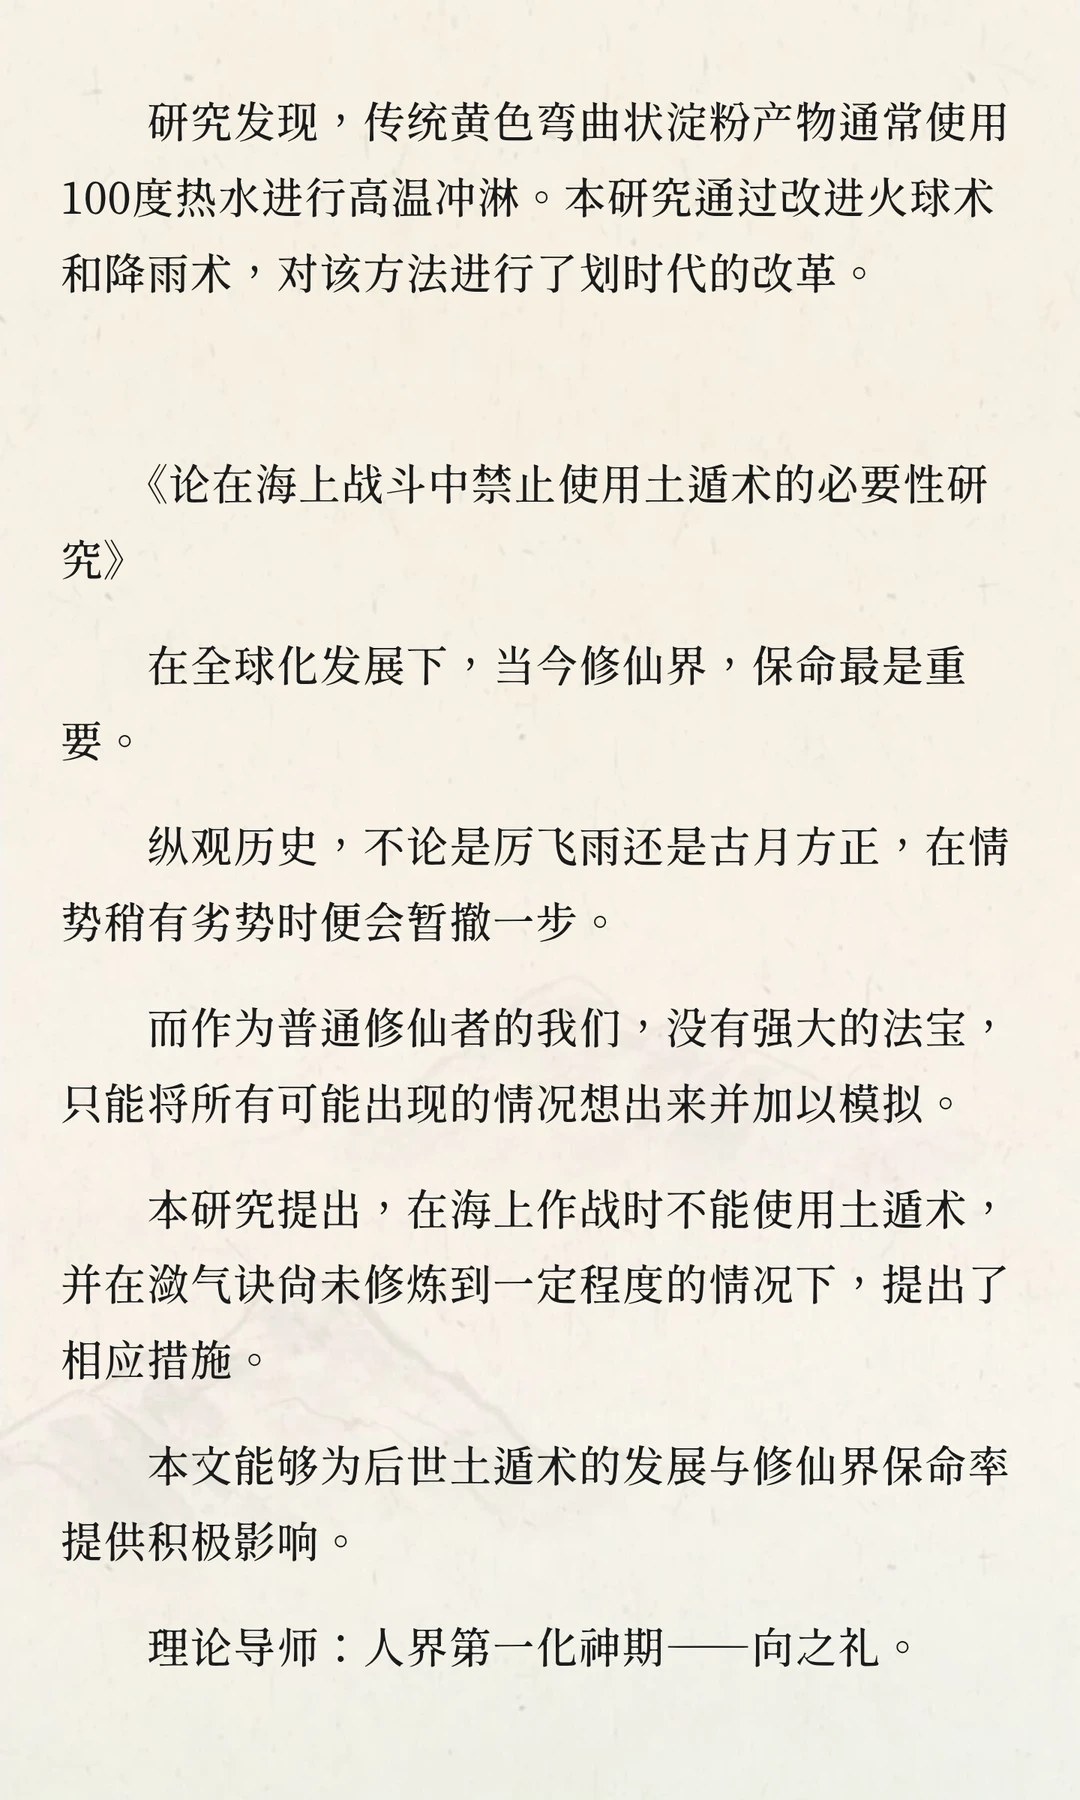 研究发现，传统黄色弯曲状淀粉产物通常使用
100度热水进行高温冲淋。本研究通过改进火球术
和降雨术，对该方法进行了划时代的改革。
《论在海上战斗中禁止使用土遁术的必要性研
究》
在全球化发展下，当今修仙界，保命最是重
要。
纵观历史，不论是厉飞雨还是古月方正，在情
势稍有劣势时便会暂撤一步。
而作为普通修仙者的我们，没有强大的法宝，
只能将所有可能出现的情况想出来并加以模拟。
本研究提出，在海上作战时不能使用土遁术，
并在潋气诀尚未修炼到一定程度的情况下，提出了
相应措施。
本文能够为后世土遁术的发展与修仙界保命率
提供积极影响。
理论导师：人界第一化神期——向之礼。